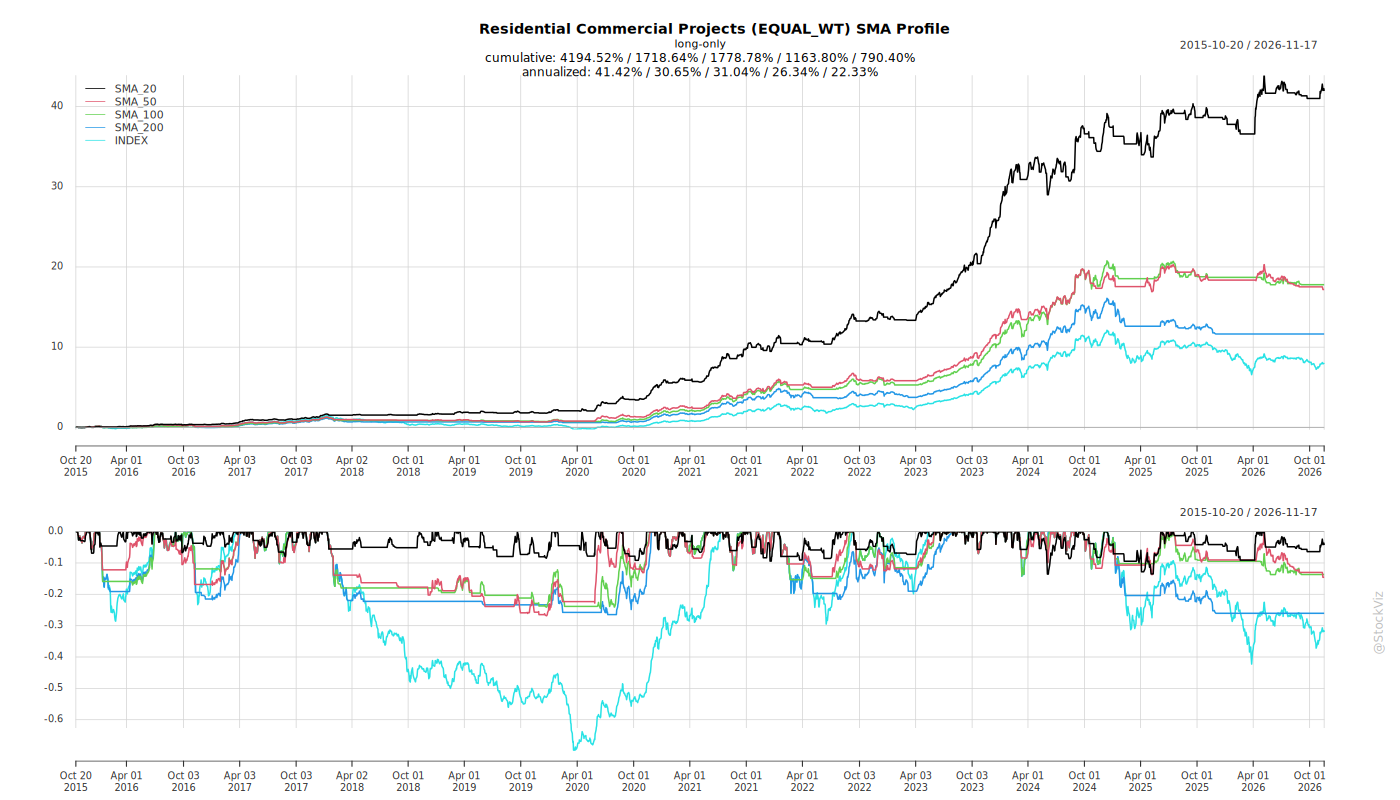 Residential Commercial Projects (EQUAL_WT) SMA Profile
long-only
cumulative: 4194.52% / 1718.64% / 1778.78% / 1163.80% / 790.40%
annualized: 41.42% / 30.65% / 31.04% / 26.34% / 22.33%
2015-10-20 / 2026-11-17
SMA_20
SMA_50
SMA_100
SMA_200
INDEX
40
30
20
10
0
Oct 20 Apr 01 Oct 03 Apr 03 Oct 03 Apr 02 Oct 01 Apr 01 Oct 01 Apr 01 Oct 01 Apr 01 Oct 01 Apr 01 Oct 03 Apr 03 Oct 03 Apr 01 Oct 01 Apr 01 Oct 01 Apr 01 Oct 01
2015 2016 2016 2017 2017 2018 2018 2019 2019 2020 2020 2021 2021 2022 2022 2023 2023 2024 2024 2025 2025 2026 2026
2015-10-20 / 2026-11-17
0.0
-0.1
-0.2
-0.3
-0.4
-0.5
-0.6
Oct 20 Apr 01 Oct 03 Apr 03 Oct 03 Apr 02 Oct 01 Apr 01 Oct 01 Apr 01 Oct 01 Apr 01 Oct 01 Apr 01 Oct 03 Apr 03 Oct 03 Apr 01 Oct 01 Apr 01 Oct 01 Apr 01 Oct 01
2015 2016 2016 2017 2017 2018 2018 2019 2019 2020 2020 2021 2021 2022 2022 2023 2023 2024 2024 2025 2025 2026 2026
@StockViz